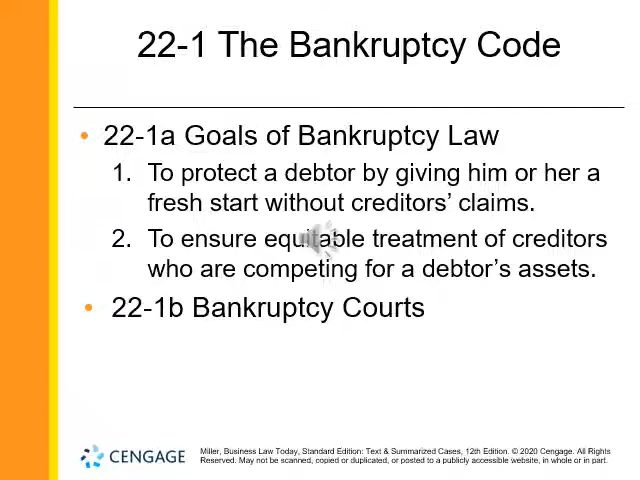 22-1 The Bankruptcy Code
• 22-1a Goals of Bankruptcy Law
1. To protect a debtor by giving him or her a
fresh start without creditors’ claims.
2. To ensure equitable treatment of creditors
who are competing for a debtor’s assets.
• 22-1b Bankruptcy Courts
CENGAGE
Miller, Business Law Today, Standard Edition: Text & Summarized Cases, 12th Edition. © 2020 Cengage. All Rights
Reserved. May not be scanned, copied or duplicated, or posted to a publicly accessible website, in whole or in part.